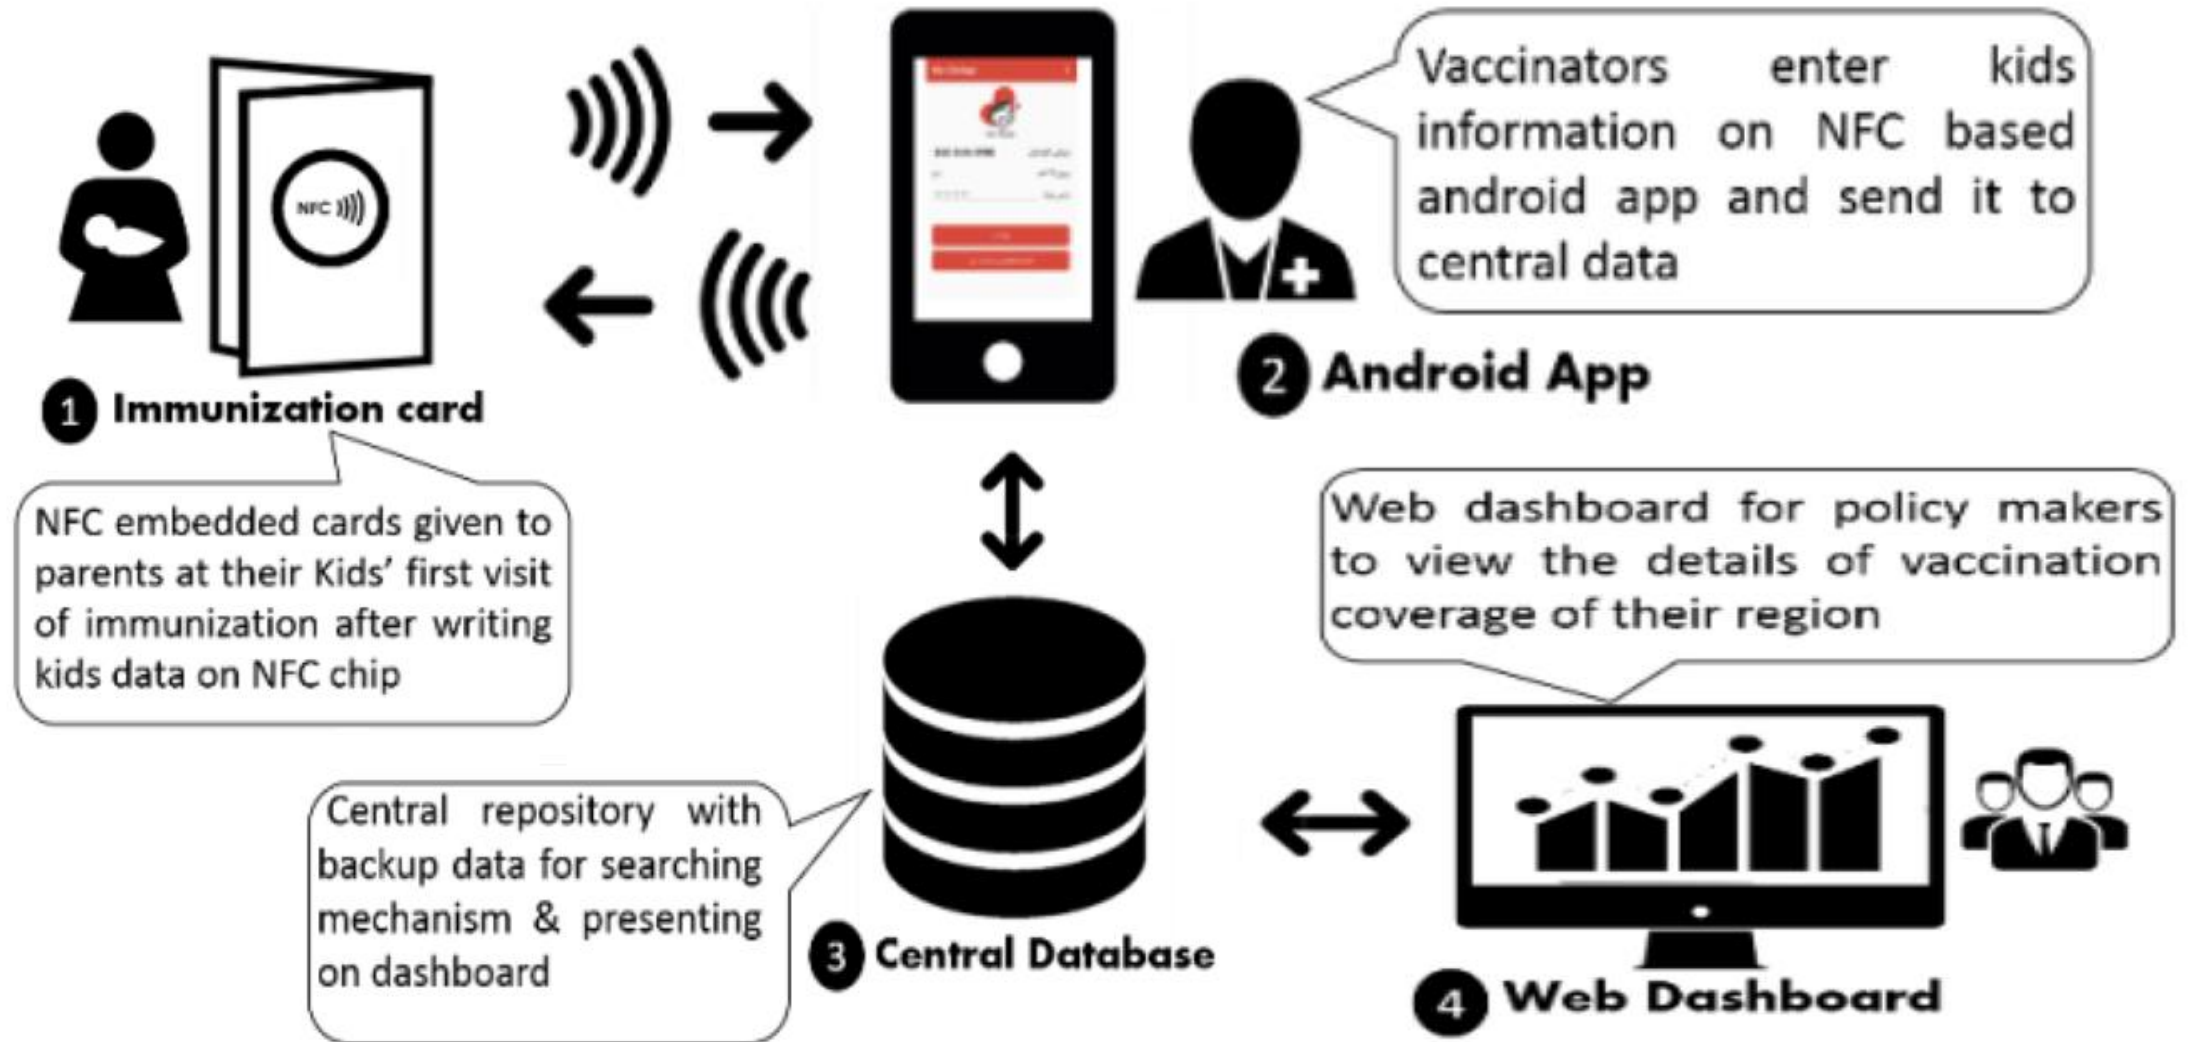 NFC
1 Immunization card
NFC embedded cards given to
parents at their Kids’ first visit
of immunization after writing
kids data on NFC chip
Vaccinators enter kids
information on NFC based
android app and send it to
central data
2 Android App
Central repository with
backup data for searching
mechanism & presenting
on dashboard
3 Central Database
Web dashboard for policy makers
to view the details of vaccination
coverage of their region
4 Web Dashboard